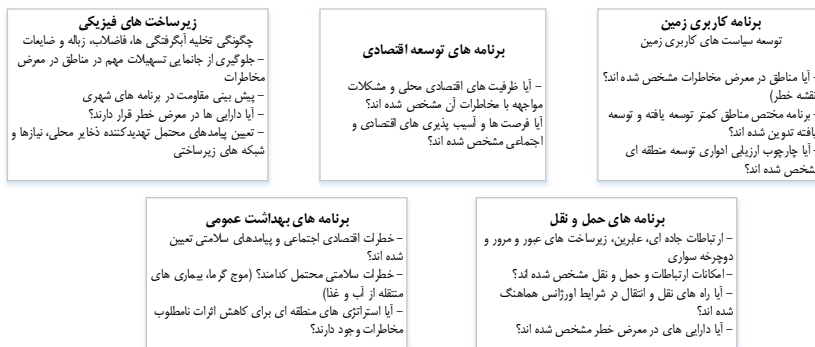 برنامه کاربری زمین
توسعه سیاست های کاربری زمین
- آیا مناطق در معرض مخاطرات مشخص شده اند؟
نقشه خطر)
- برنامه مختص مناطق کمتر توسعه یافته و توسعه
یافته تدوین شده اند؟
- آیا چارچوب ارزیابی ادواری توسعه منطقه ای
مشخص شده اند؟
برنامه های توسعه اقتصادی
- آیا ظرفیت های اقتصادی محلی و مشکلات
مواجهه با مخاطرات آن مشخص شده اند؟
آیا فرصت ها و آسیب پذیری های اقتصادی و
اجتماعی مشخص شده اند؟
زیرساخت های فیزیکی
چگونگی تخلیه آبگرفتگی ها، فاضلاب، زباله و ضایعات
- جلوگیری از جانمایی تسهیلات مهم در مناطق در معرض
مخاطرات
- پیش بینی مقاومت در برنامه های شهری
- آیا دارایی ها در معرض خطر قرار دارند؟
- تعیین پیامدهای محتمل تهدیدکننده ذخایر محلی، نیازها و
شبکه های زیرساختی
برنامه های حمل و نقل
- ارتباطات جاده ای، عابرین، زیرساخت های عبور و مرور و
دوچرخه سواری
- امکانات ارتباطات و حمل و نقل مشخص شده اند؟
- آیا راه های نقل و انتقال در شرایط اورژانس هماهنگ
شده اند؟
- آیا دارایی های در معرض خطر مشخص شده اند؟
برنامه های بهداشت عمومی
- خطرات اقتصادی اجتماعی و پیامدهای سلامتی تعیین
شده اند؟
- خطرات سلامتی محتمل کدامند؟ (موج گرما، بیماری های
منتقله از آب و غذا)
- آیا استراتژی های منطقه ای برای کاهش اثرات نامطلوب
مخاطرات وجود دارند؟